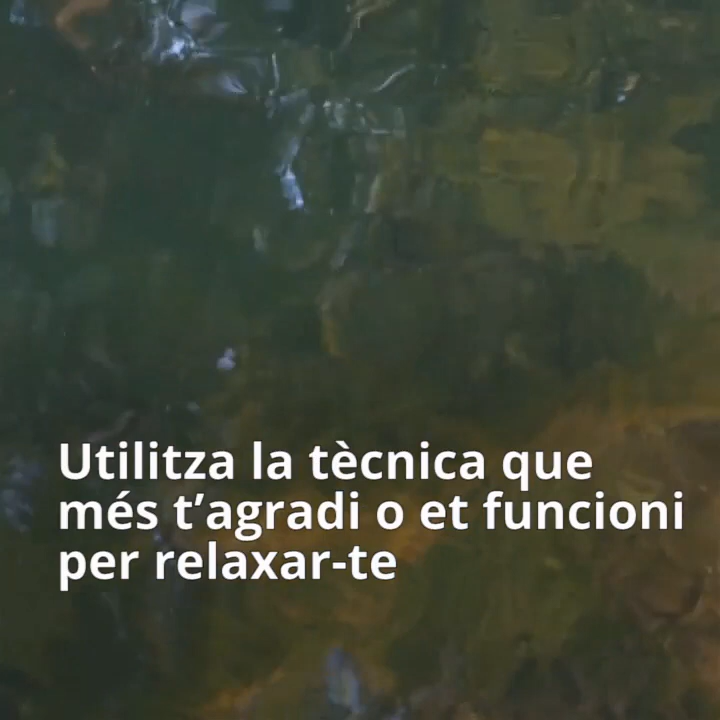 Utilitza la tècnica que
més t’agradi o et funcioni
per relaxar-te